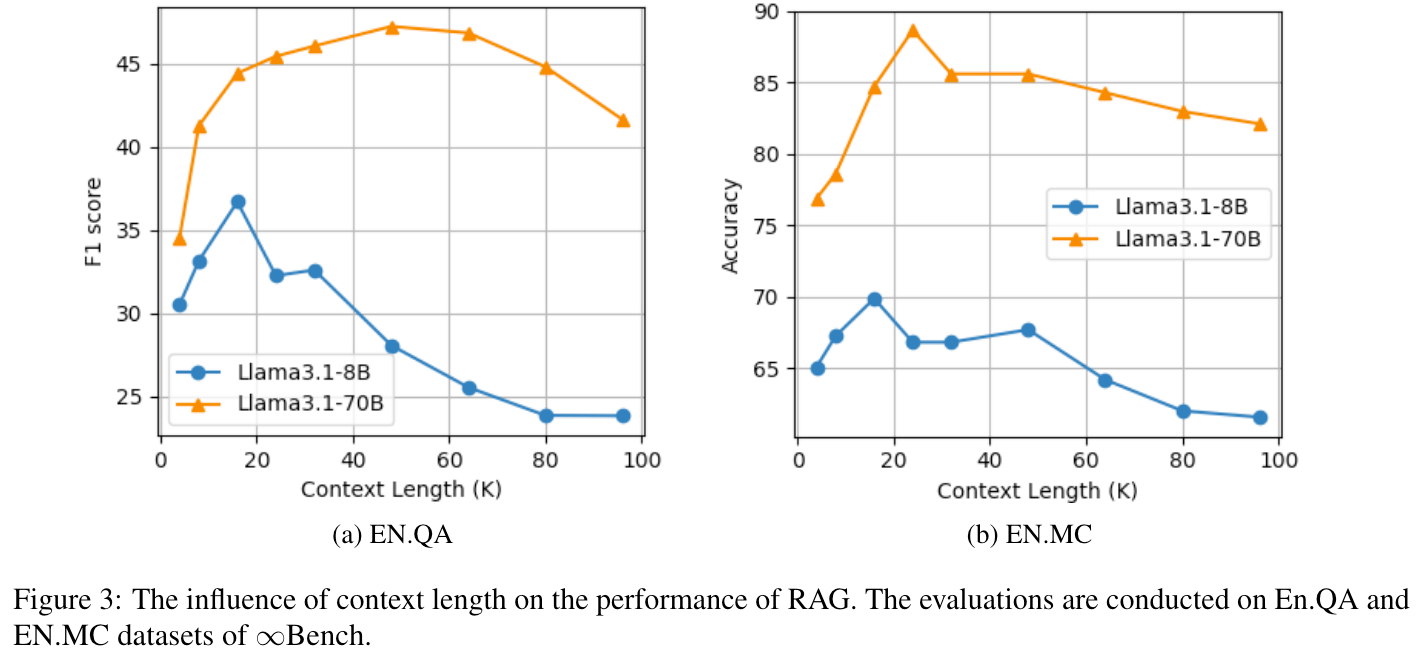 45
40
35
30
25
F1 score
Llama3.1-8B
Llama3.1-70B
0 20 40 60 80 100
Context Length (K)
(a) EN.QA
90
85
80
75
70
65
Accuracy
Llama3.1-8B
Llama3.1-70B
0 20 40 60 80 100
Context Length (K)
(b) EN.MC
Figure 3: The influence of context length on the performance of RAG. The evaluations are conducted on En.QA and
EN.MC datasets of ∞Bench.